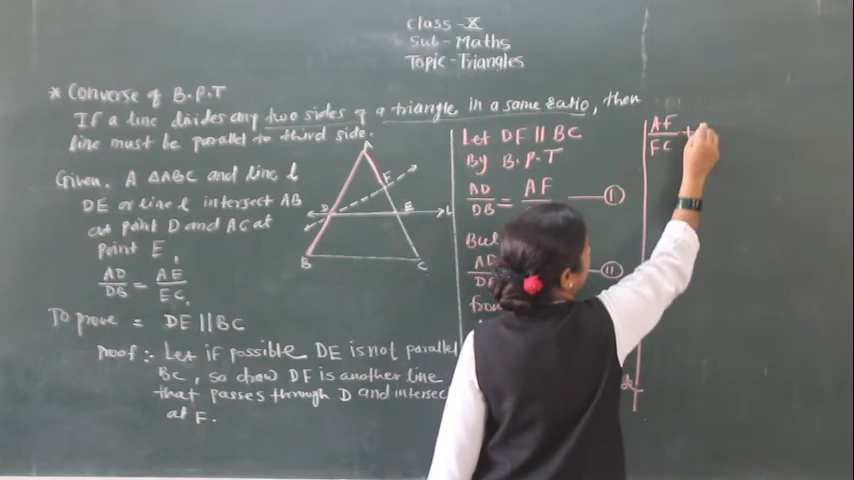 Class - X
Sub - Maths
Topic - Triangles
* Converse of B.P.T
If a line divides any two sides of a triangle in a same ratio, then
line must be parallel to third side.
Given, A ΔABC and line l
DE or line l intersect AB
at point D and AC at
point E,
AD/DB = AE/EC,
To prove = DE || BC
Proof :- Let if possible DE is not parallel
BC, so draw DF is another line
that passes through D and intersec
at F.
A
F
D
E
L
B
C
Let DF || BC
By B.P.T
AD/DB = AF
I
But
AD/DB
II
from
AF/FC +